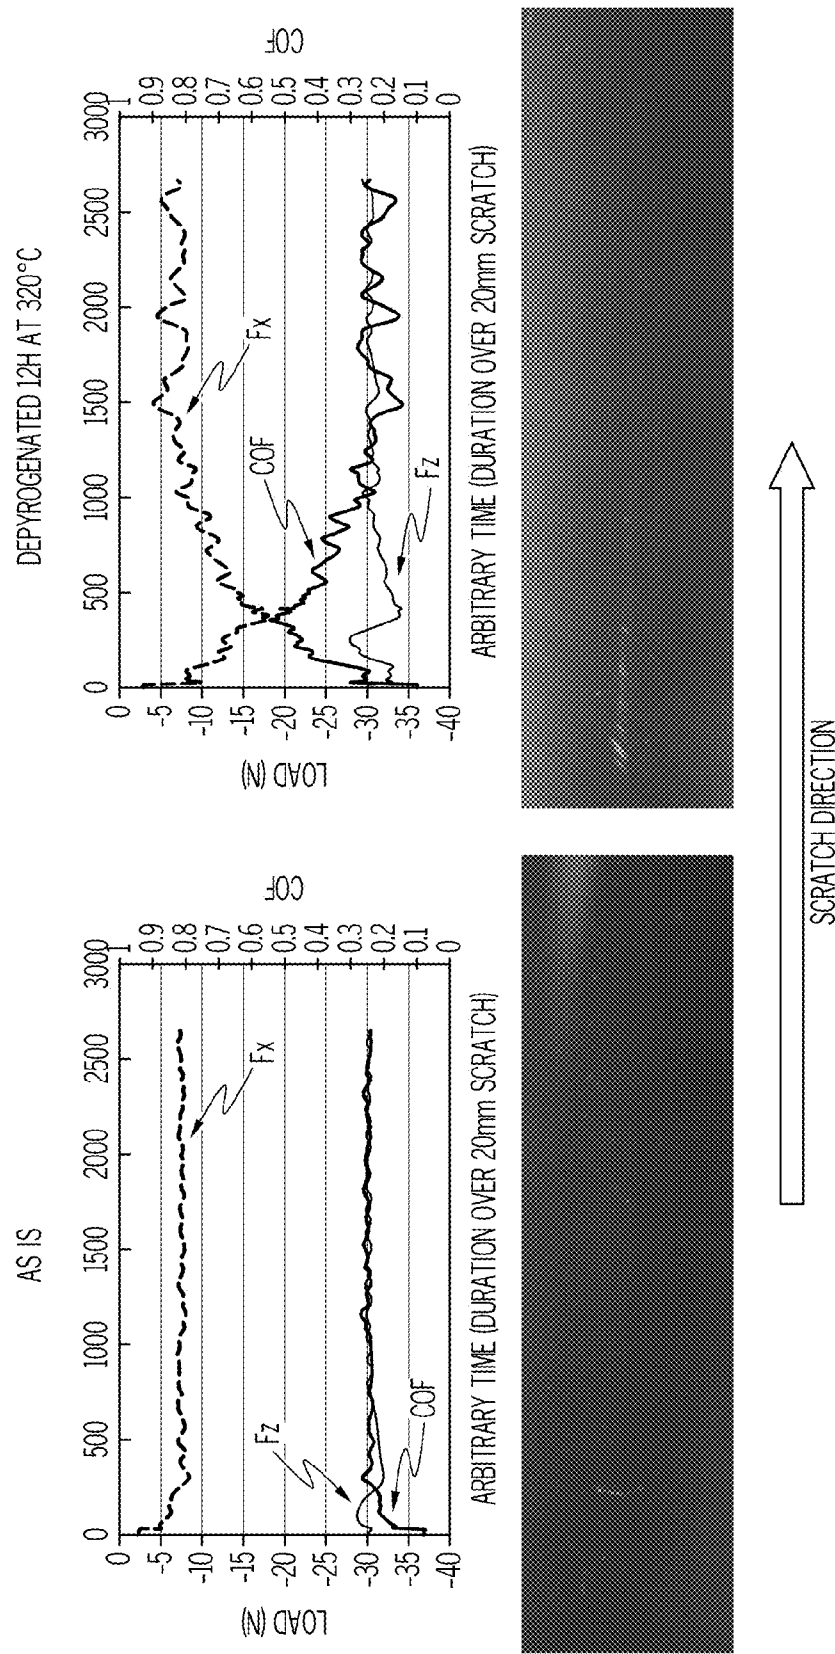 AS IS
0 500 1000 1500 2000 2500 3000
0
-5
-10
-15
-20
-25
-30
-35
-40
LOAD (N)
1
0.9
0.8
0.7
0.6
0.5
0.4
0.3
0.2
0.1
0
COF
Fx
Fz
COF
ARBITRARY TIME (DURATION OVER 20mm SCRATCH)
DEPYROGENATED 12H AT 320°C
0 500 1000 1500 2000 2500 3000
0
-5
-10
-15
-20
-25
-30
-35
-40
LOAD (N)
1
0.9
0.8
0.7
0.6
0.5
0.4
0.3
0.2
0.1
0
COF
Fx
COF
Fz
ARBITRARY TIME (DURATION OVER 20mm SCRATCH)
SCRATCH DIRECTION